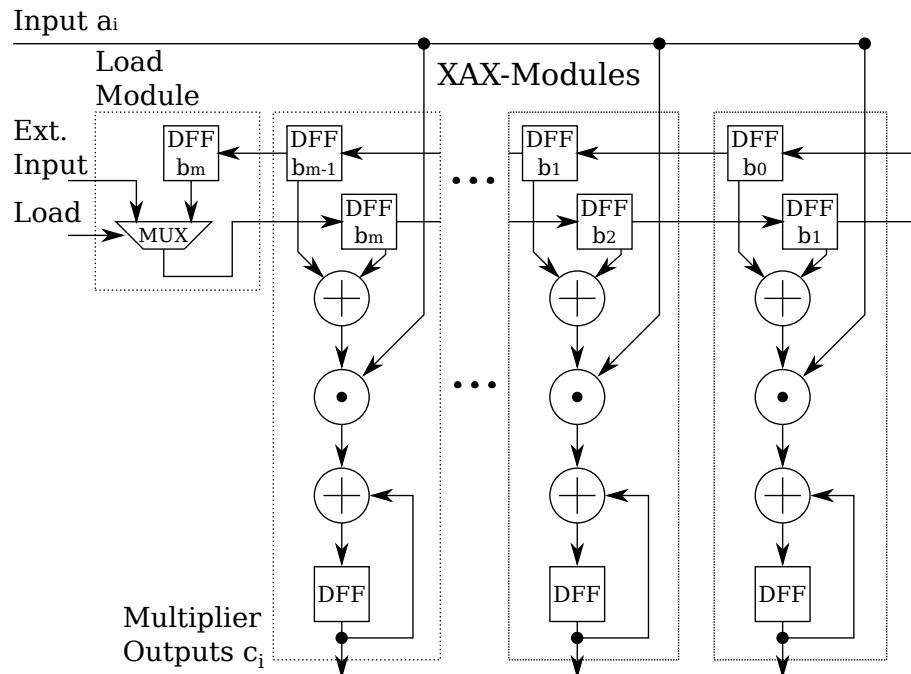 Input aᵢ
Load
Module
XAX-Modules
Ext.
Input
Load
DFF
bm
DFF
bm-1
DFF
b1
DFF
b0
MUX
DFF
bm
DFF
b2
DFF
b1
DFF
DFF
DFF
Multiplier
Outputs cᵢ